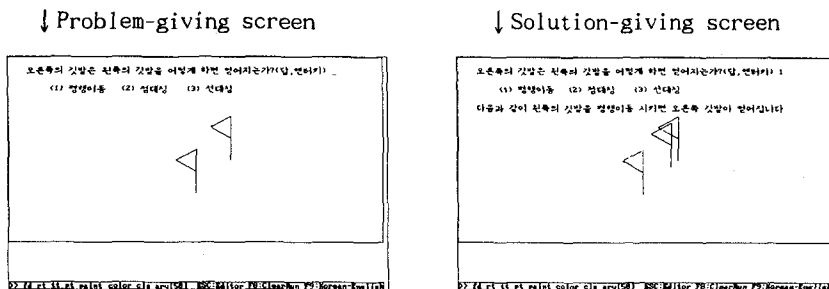 ↓Problem-giving screen
↓Solution-giving screen
오른쪽의 깃발은 왼쪽의 깃발을 어떻게 하면 얻어지는가?(답,엔터키) _
(1) 평행이동 (2) 점대칭 (3) 선대칭
오른쪽의 깃발은 왼쪽의 깃발을 어떻게 하면 얻어지는가?(답,엔터키) 1
(1) 평행이동 (2) 점대칭 (3) 선대칭
다음과 같이 왼쪽의 깃발을 평행이동 시키면 오른쪽 깃발이 얻어집니다
paint color cls ESC:Editor F8:ClearRun F9:Korean-English
paint color cls ESC:Editor F8:ClearRun F9:Korean-English